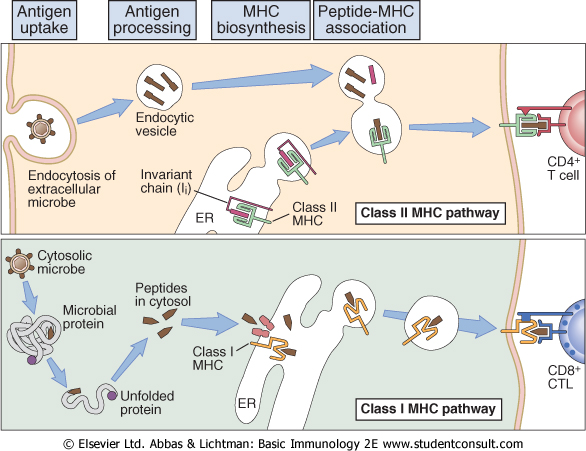 Antigen
uptake
Antigen
processing
MHC
biosynthesis
Peptide-MHC
association
Endocytic
vesicle
Endocytosis of
extracellular
microbe
Invariant
chain (Ii)
Class II
MHC
ER
CD4+
T cell
Class II MHC pathway
Cytosolic
microbe
Microbial
protein
Peptides
in cytosol
Unfolded
protein
Class I
MHC
ER
CD8+
CTL
Class I MHC pathway
© Elsevier Ltd. Abbas & Lichtman: Basic Immunology 2E www.studentconsult.com